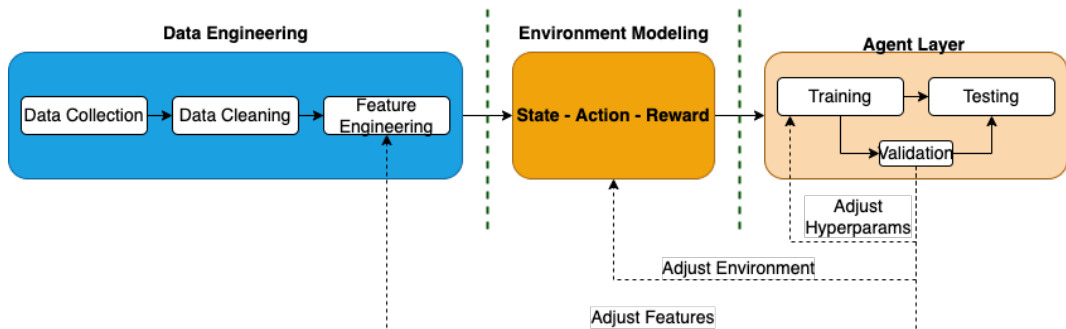 Data Engineering
Environment Modeling
Agent Layer
Data Collection
Data Cleaning
Feature
Engineering
State - Action - Reward
Training
Testing
Validation
Adjust
Hyperparams
Adjust Environment
Adjust Features